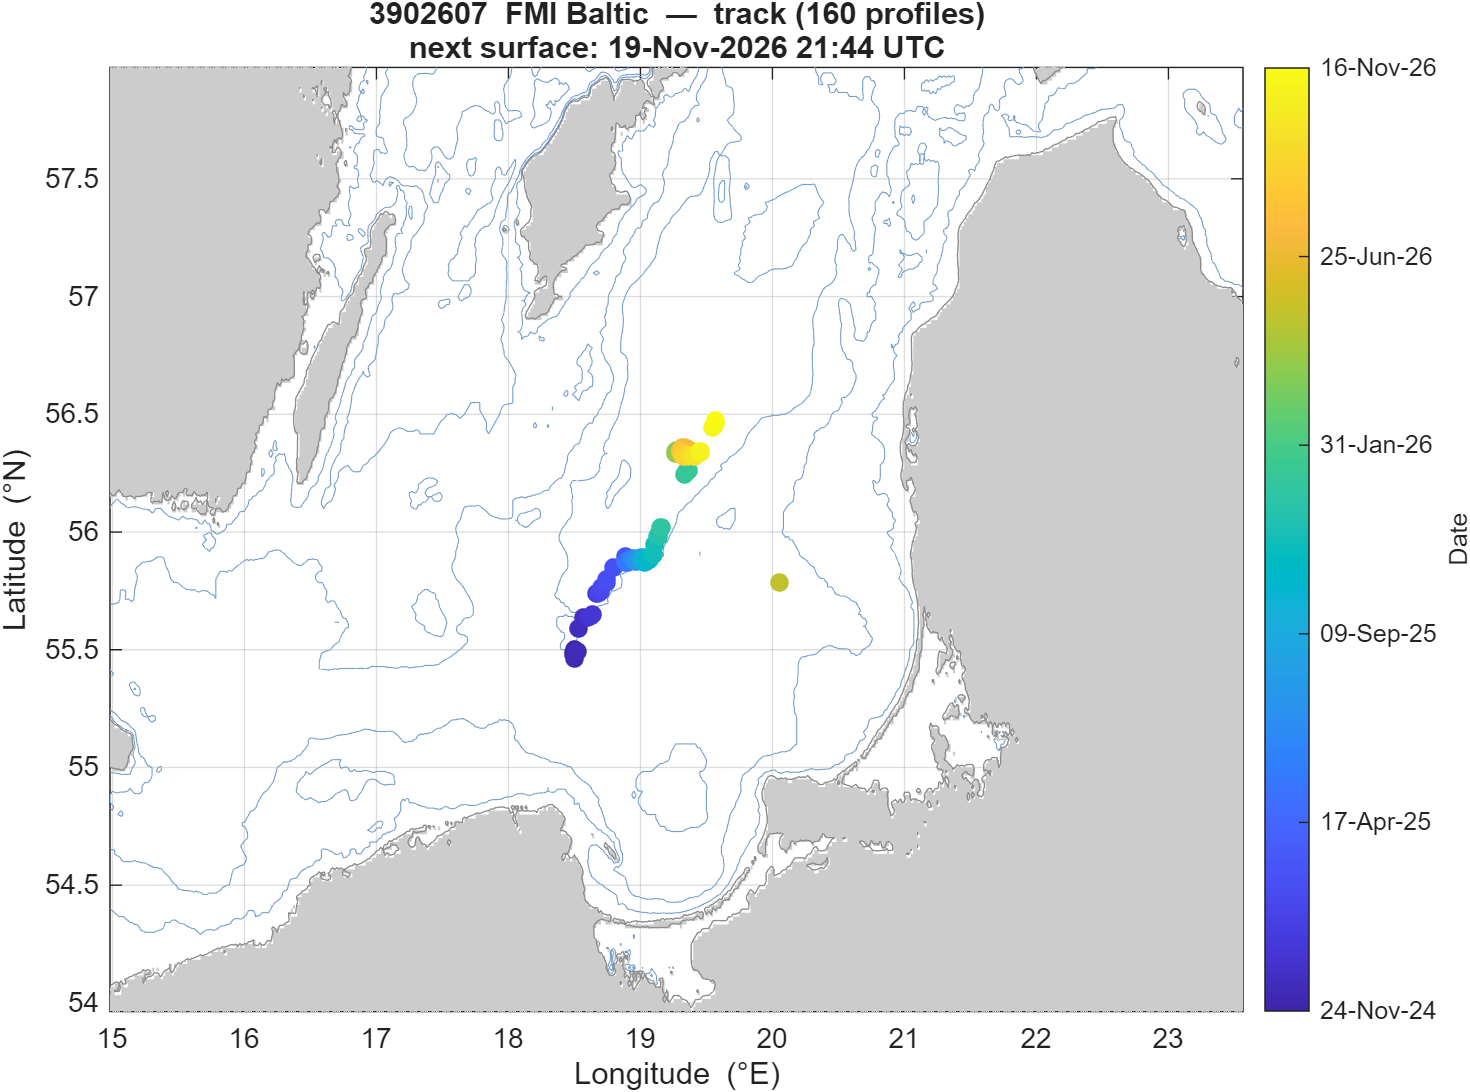 3902607 FMI Baltic — track (160 profiles)
next surface: 19-Nov-2026 21:44 UTC
57.5
57
56.5
56
55.5
55
54.5
54
Latitude (°N)
15 16 17 18 19 20 21 22 23
Longitude (°E)
16-Nov-26
25-Jun-26
31-Jan-26
09-Sep-25
17-Apr-25
24-Nov-24
Date